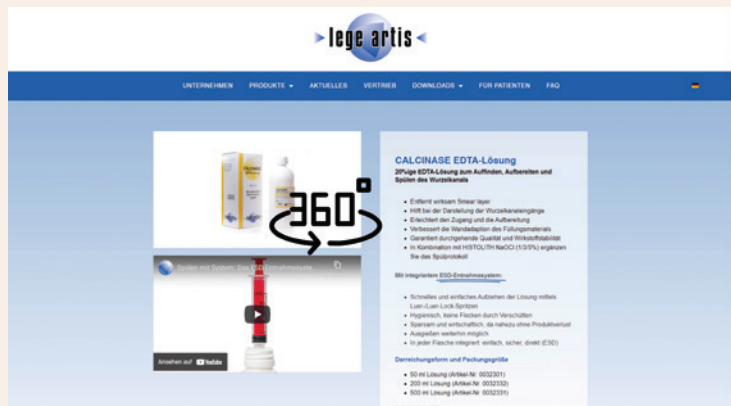 lege artis
UNTERNEHMEN PRODUKTE AKTUELLES VERTRIEB DOWNLOADS FÜR PATIENTEN FAQ
360°
Spülen mit System: Das ESD-Entnahmesyste...
Ansehen auf YouTube
CALCINASE EDTA-Lösung
20%ige EDTA-Lösung zum Auffinden, Aufbereiten und
Spülen des Wurzelkanals
Entfernt wirksam Smear layer
Hilft bei der Darstellung der Wurzelkanaleingänge
Erleichtert den Zugang und die Aufbereitung
Verbessert die Wandadaption des Füllungsmaterials
Garantiert durchgehende Qualität und Wirkstoffstabilität
In Kombination mit HISTOLITH NaOCl (1/3/5%) ergänzen
Sie das Spülprotokoll
Mit integriertem ESD-Entnahmesystem:
Schnelles und einfaches Aufziehen der Lösung mittels
Luer-/Luer-Lock-Spritzen
Hygienisch, keine Flecken durch Verschütten
Sparsam und wirtschaftlich, da nahezu ohne Produktverlust
Ausgießen weiterhin möglich
In jeder Flasche integriert: einfach, sicher, direkt (ESD)
Darreichungsform und Packungsgröße
50 ml Lösung (Artikel-Nr. 0032301)
200 ml Lösung (Artikel-Nr. 0032332)
500 ml Lösung (Artikel-Nr. 0032331)